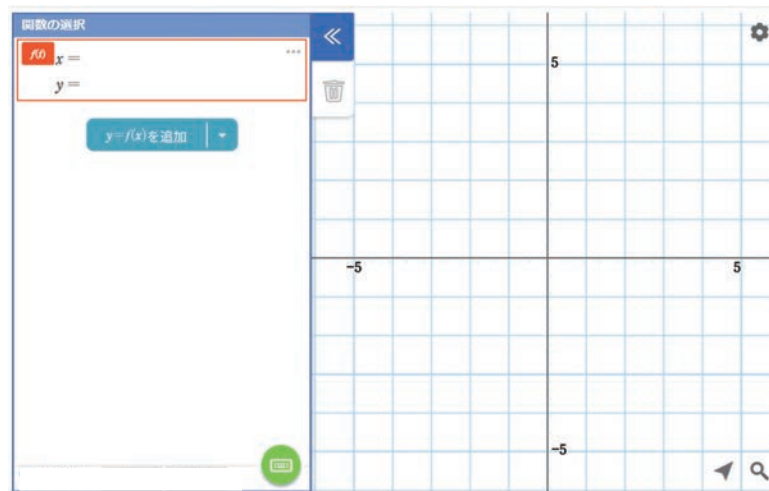 関数の選択
f(t) x =
y =
y=f(x)を追加
5
-5
5
-5